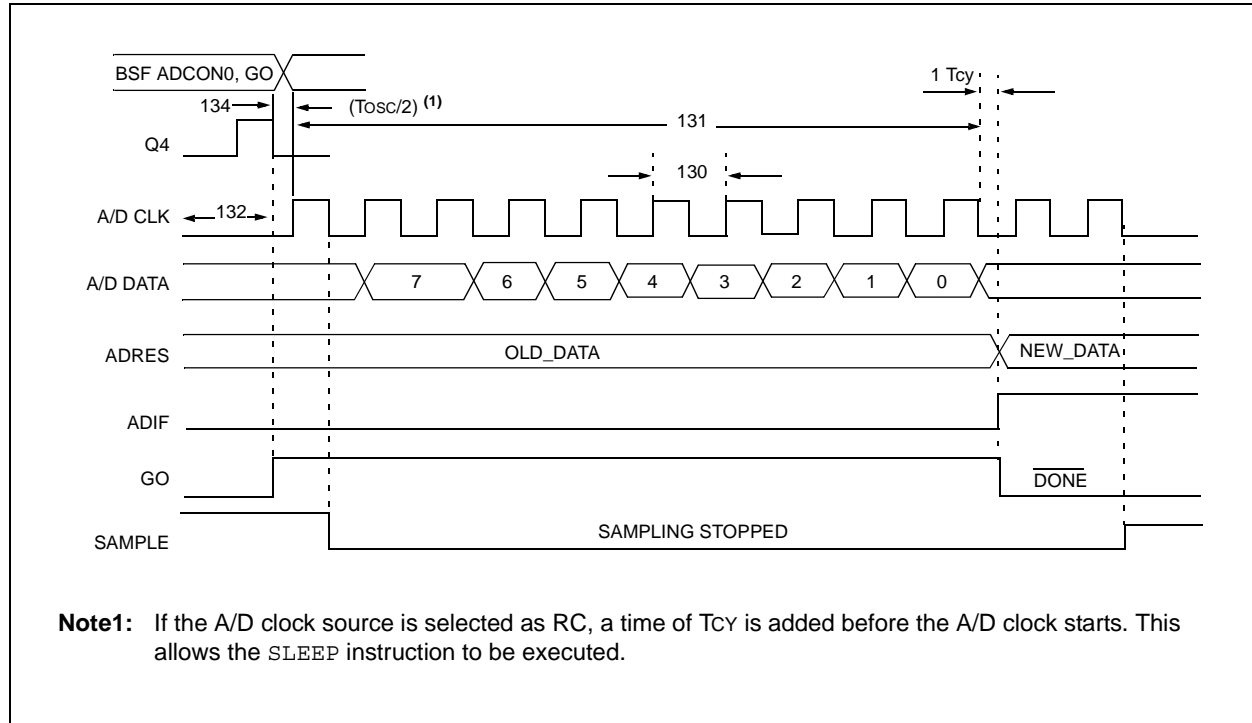 BSF ADCON0, GO
1 Tcy
134
(TOSC/2) (1)
131
Q4
130
A/D CLK
132
A/D DATA
7 6 5 4 3 2 1 0
ADRES
OLD_DATA
NEW_DATA
ADIF
GO
DONE
SAMPLE
SAMPLING STOPPED
Note1: If the A/D clock source is selected as RC, a time of TCY is added before the A/D clock starts. This
allows the SLEEP instruction to be executed.